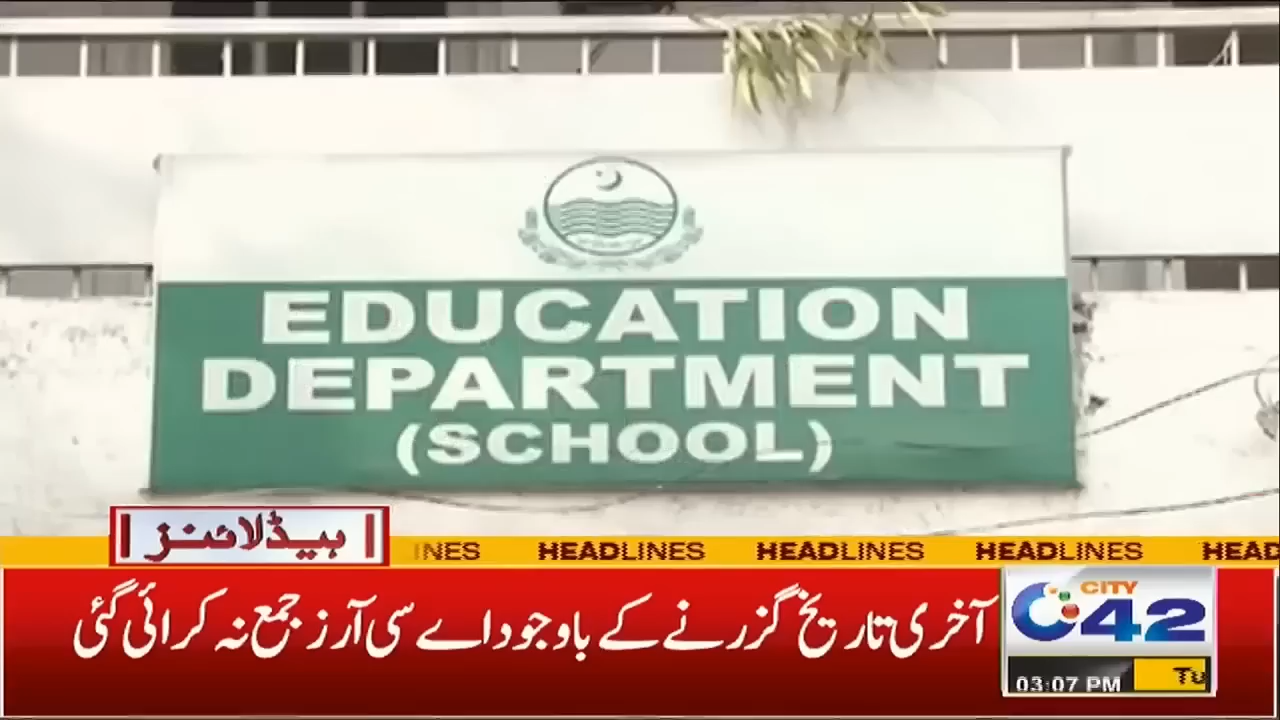 EDUCATION
DEPARTMENT
(SCHOOL)
ہیڈلائنز
INES HEADLINES HEADLINES HEADLINES HEAD
آخری تاریخ گزرنے کے باوجود اے سی آرز جمع نہ کرائی گئی
CITY
42
03:07 PM Tu